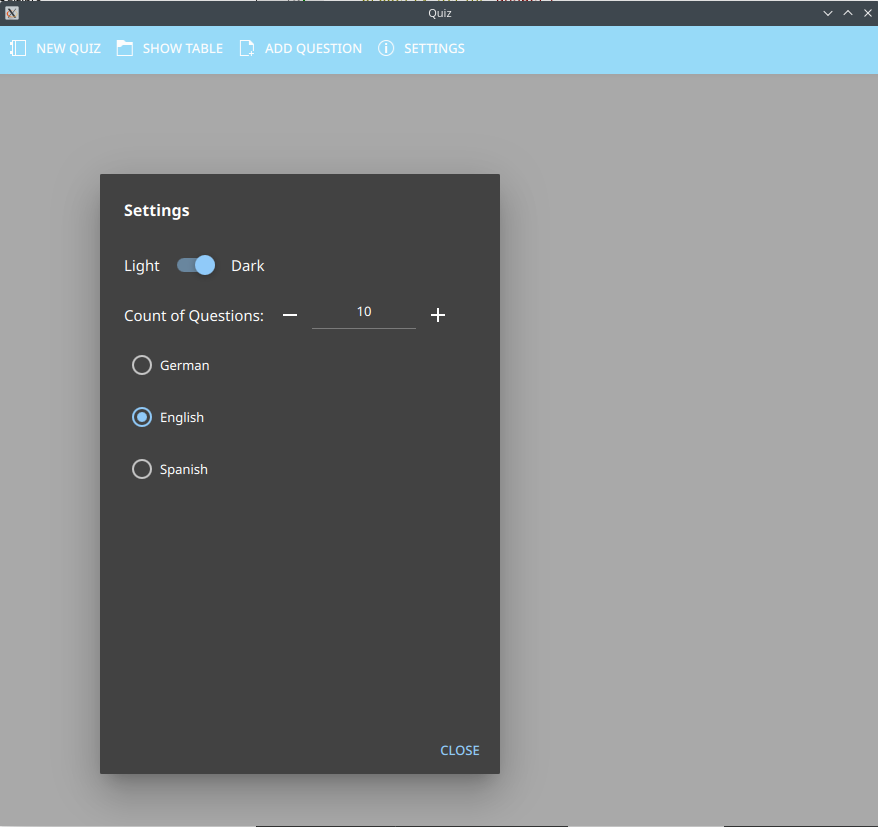 Quiz
NEW QUIZ SHOW TABLE ADD QUESTION SETTINGS
Settings
Light Dark
Count of Questions: 10
German
English
Spanish
CLOSE